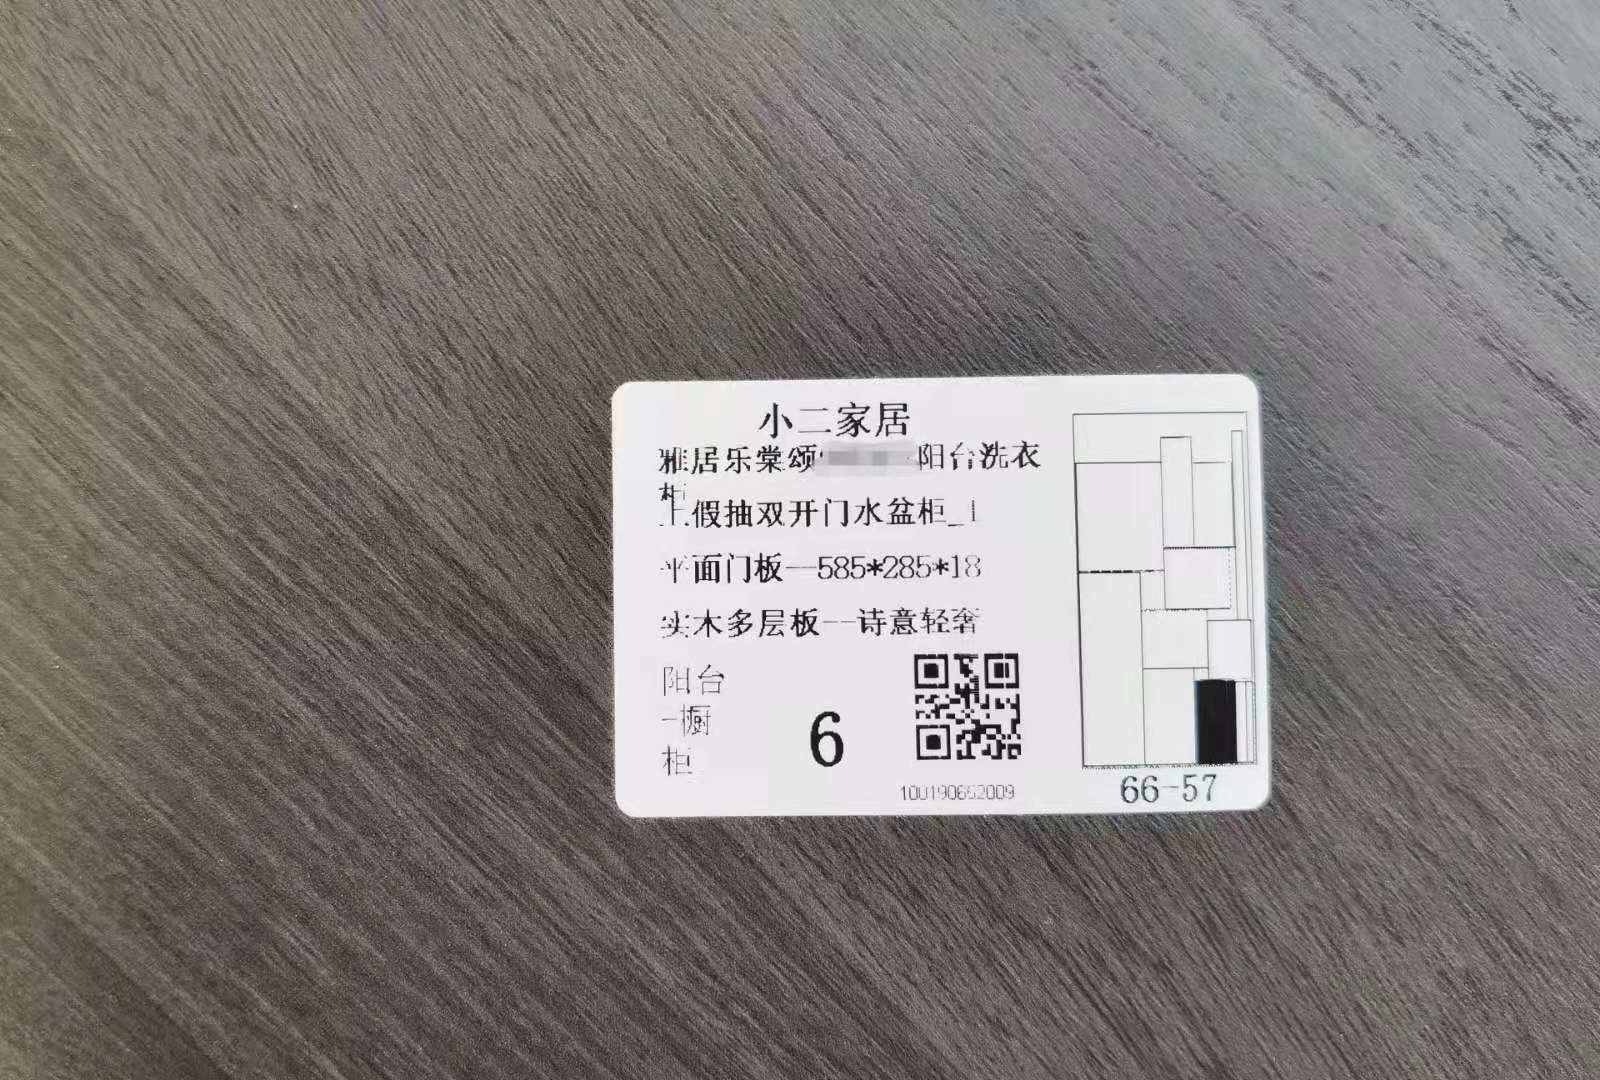 小二家居
雅居乐棠颂 阳台洗衣
柜
上假抽双开门水盆柜_1
平面门板--585*285*18
实木多层板--诗意轻奢
阳台
-橱
柜
6
100190652009
66-57